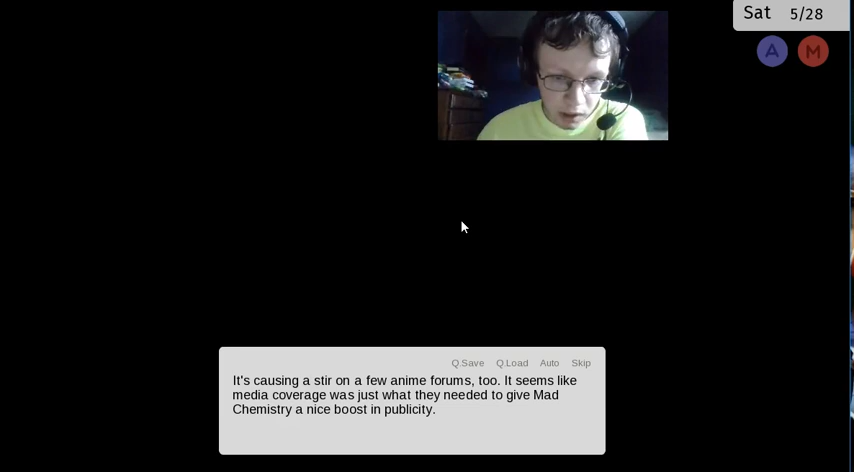 Sat 5/28
A M
Q.Save Q.Load Auto Skip
It's causing a stir on a few anime forums, too. It seems like
media coverage was just what they needed to give Mad
Chemistry a nice boost in publicity.